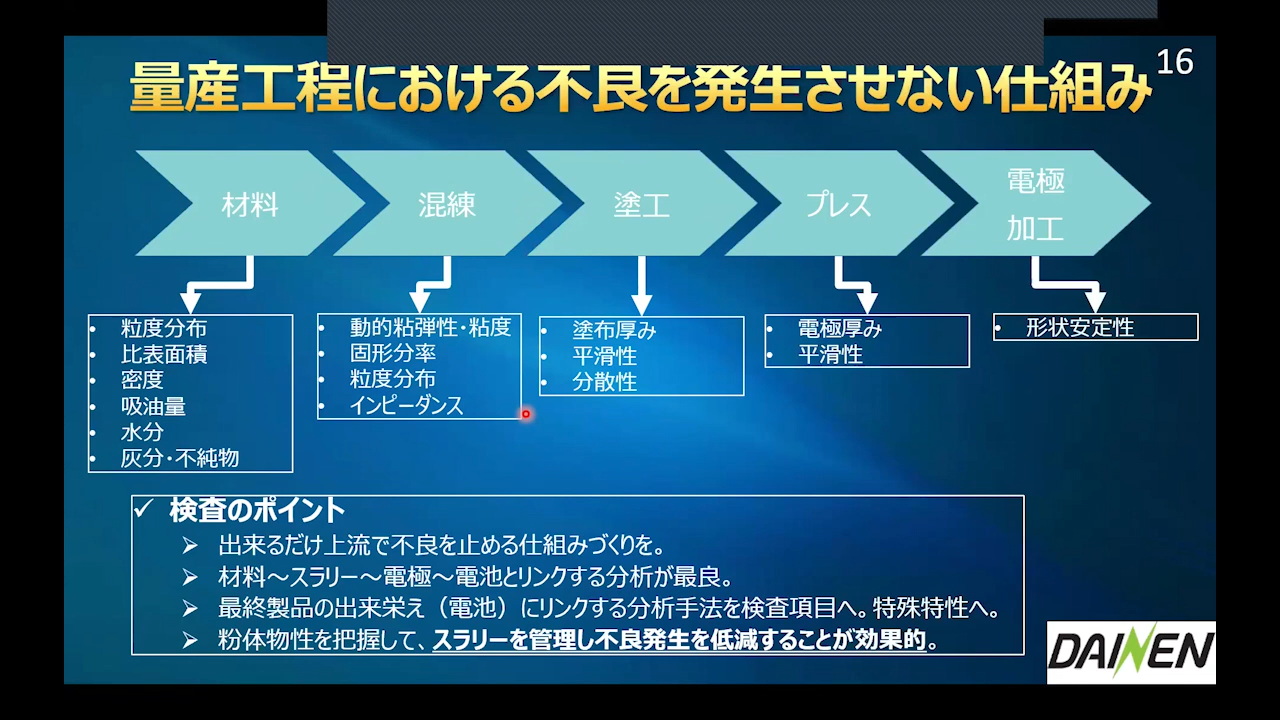 16
量産工程における不良を発生させない仕組み
材料
混練
塗工
プレス
電極
加工
• 粒度分布
• 比表面積
• 密度
• 吸油量
• 水分
• 灰分・不純物
• 動的粘弾性・粘度
• 固形分率
• 粒度分布
• インピーダンス
• 塗布厚み
• 平滑性
• 分散性
• 電極厚み
• 平滑性
• 形状安定性
✓ 検査のポイント
➢ 出来るだけ上流で不良を止める仕組みづくりを。
➢ 材料～スラリー～電極～電池とリンクする分析が最良。
➢ 最終製品の出来栄え（電池）にリンクする分析手法を検査項目へ。特殊特性へ。
➢ 粉体物性を把握して、スラリーを管理し不良発生を低減することが効果的。
DAINEN